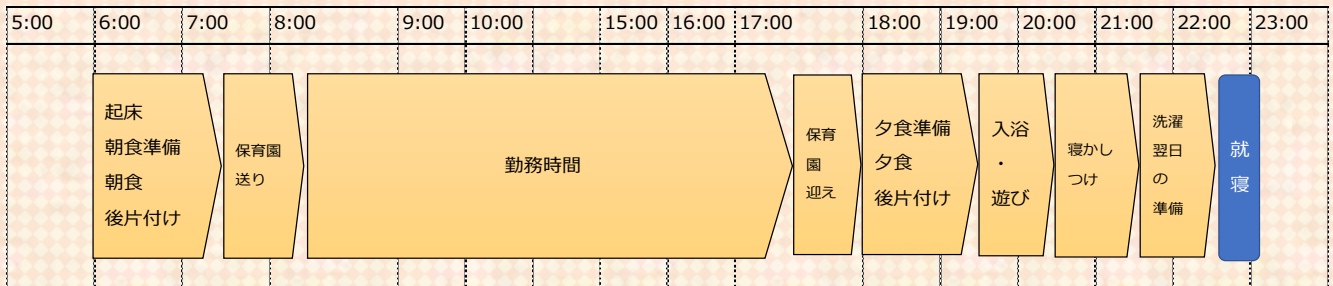 5:00 6:00 7:00 8:00 9:00 10:00 15:00 16:00 17:00 18:00 19:00 20:00 21:00 22:00 23:00
起床
朝食準備
朝食
後片付け
保育園
送り
勤務時間
保育
園
迎え
夕食準備
夕食
後片付け
入浴
・
遊び
寝かし
つけ
洗濯
翌日
の
準備
就
寝